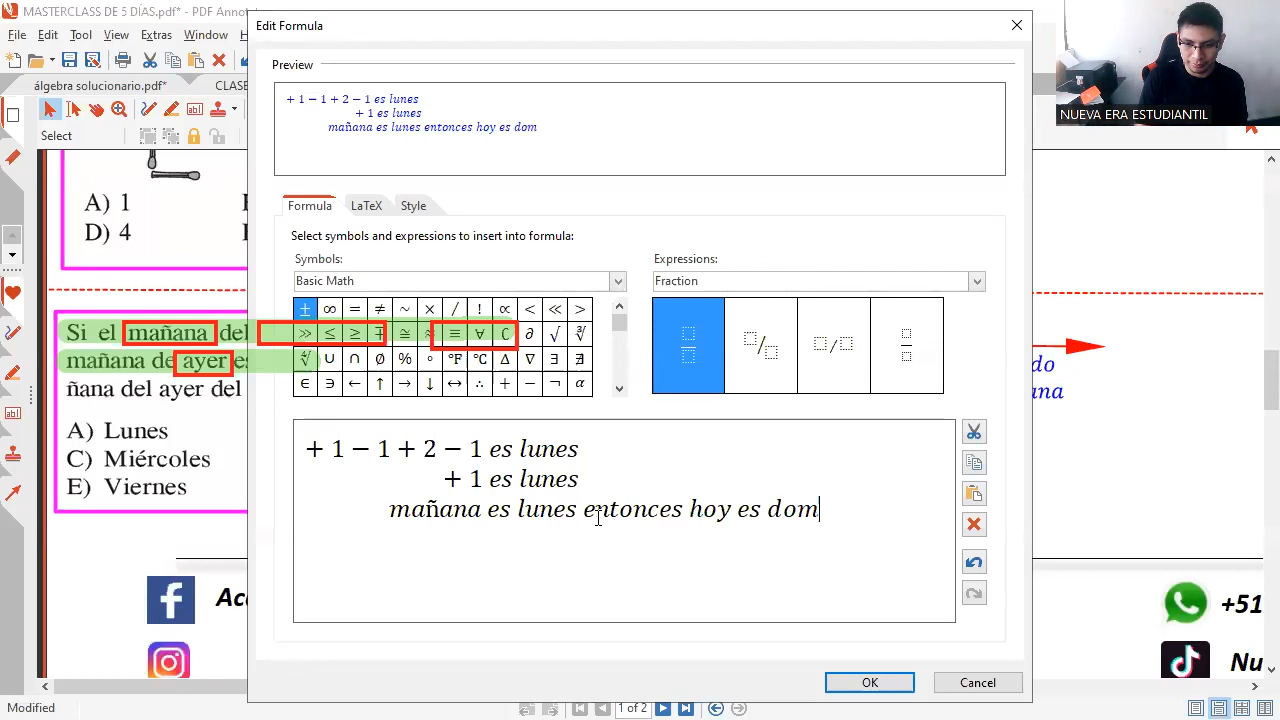 MASTERCLASS DE 5 DÍAS.pdf* - PDF Annot
File Edit Tool View Extras Window
álgebra solucionario.pdf*
CLAS
Select
A) 1
D) 4
Si el mañana del
mañana de ayer es
ñana del ayer del
A) Lunes
C) Miércoles
E) Viernes
Edit Formula
Preview
+ 1 − 1 + 2 − 1 es lunes
+ 1 es lunes
mañana es lunes entonces hoy es dom
Formula LaTeX Style
Select symbols and expressions to insert into formula:
Symbols:
Expressions:
Basic Math
Fraction
± ∞ = ≠ ~ × / ! ∝ < ≪ >
≫ ≤ ≥ ∓ ≅ ≈ ≡ ∀ ∁ ∂ √ ∛
∜ ∪ ∩ ∅ % ° °F °C ∆ ∇ ∃ ∄
∈ ∋ ← ↑ → ↓ ↔ ∴ + − ¬ α
+ 1 − 1 + 2 − 1 es lunes
+ 1 es lunes
mañana es lunes entonces hoy es dom
OK
Cancel
NUEVA ERA ESTUDIANTIL
do
ana
+51
Nu
Modified
1 of 2